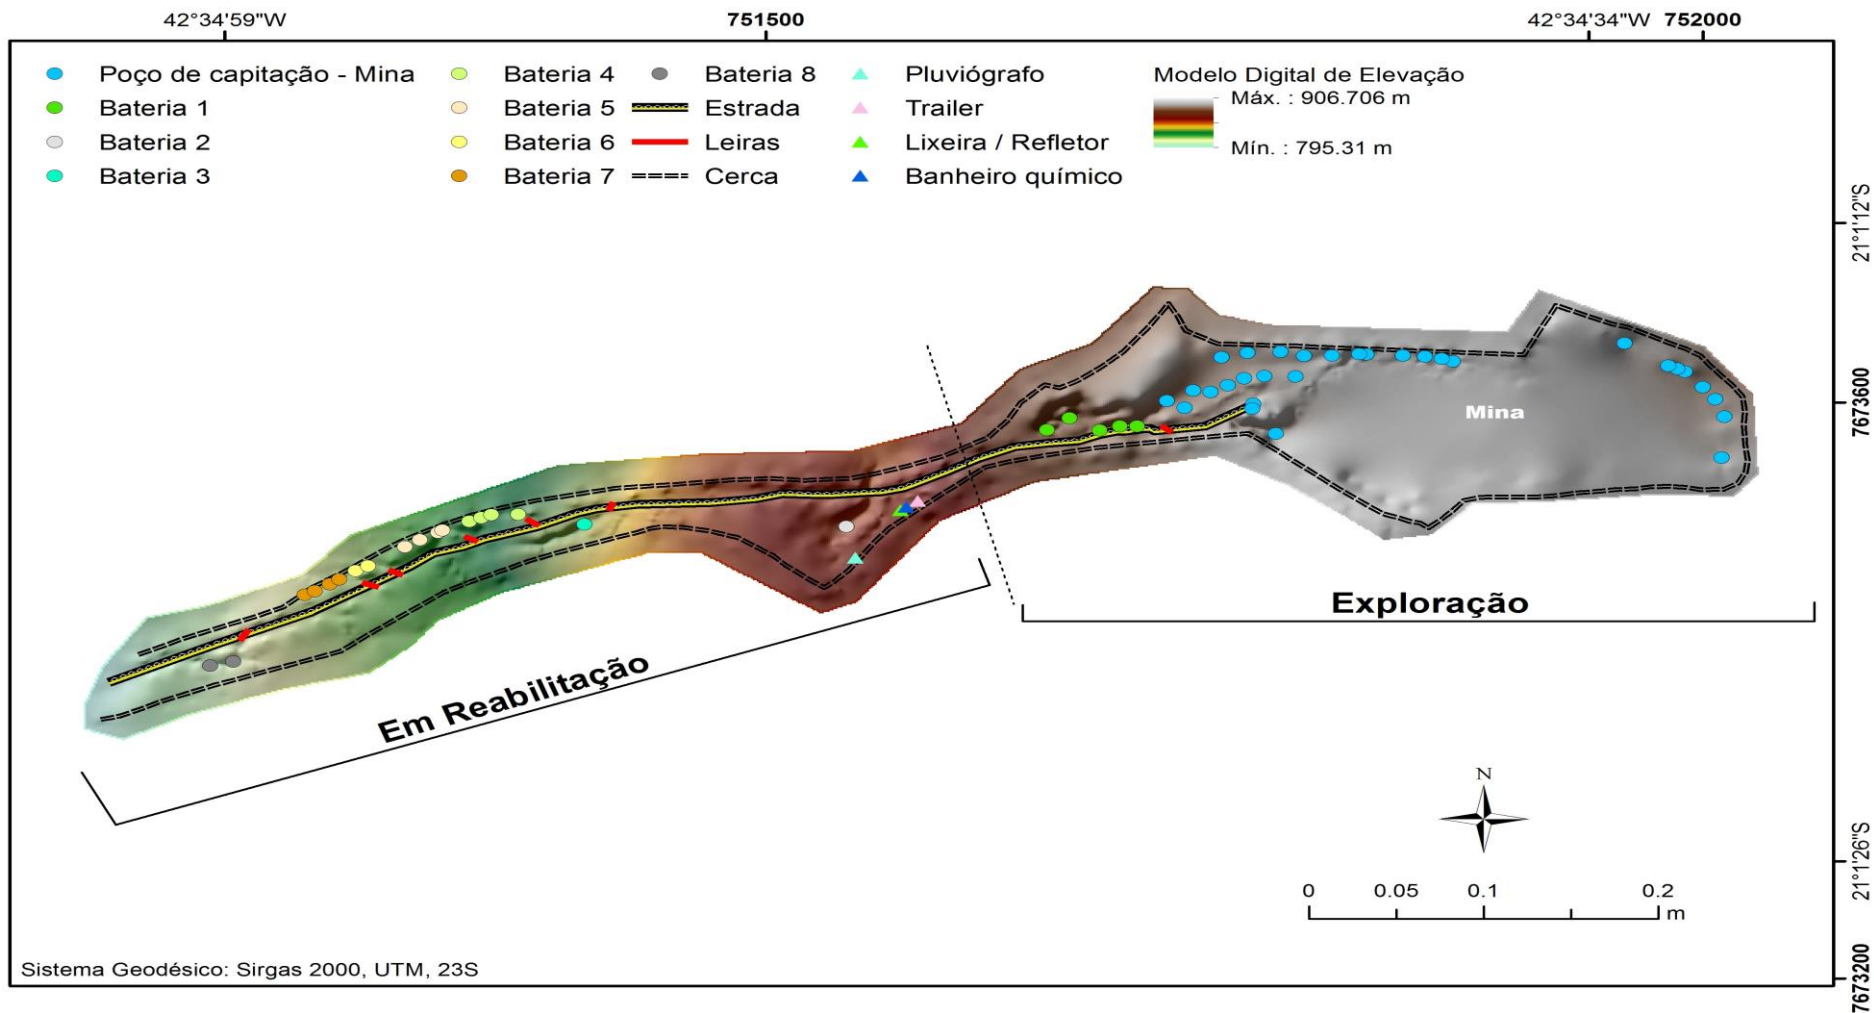 42°34'59"W 751500 42°34'34"W 752000
Poço de capitação - Mina Bateria 4 Bateria 8 Pluviógrafo Modelo Digital de Elevação
Máx. : 906.706 m
Bateria 1 Bateria 5 Estrada Trailer
Bateria 2 Bateria 6 Leiras Lixeira / Refletor
Mín. : 795.31 m
Bateria 3 Bateria 7 Cerca Banheiro químico
21°1'12"S
7673600
Mina
Exploração
Em Reabilitação
N
21°1'26"S
0 0.05 0.1 0.2
m
Sistema Geodésico: Sirgas 2000, UTM, 23S
7673200